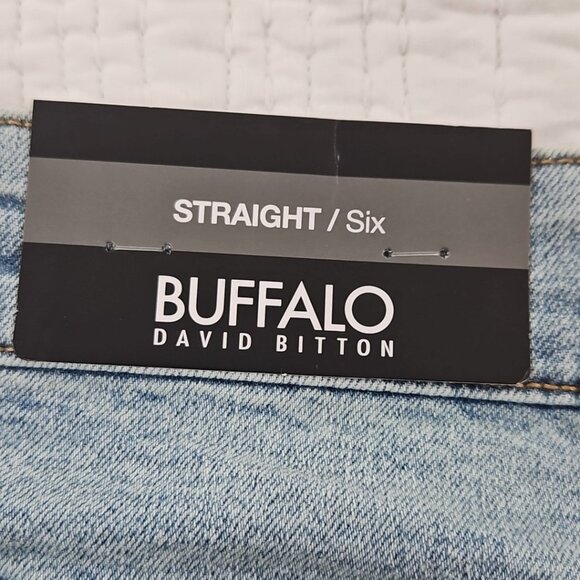 STRAIGHT / Six
BUFFALO
DAVID BITTON